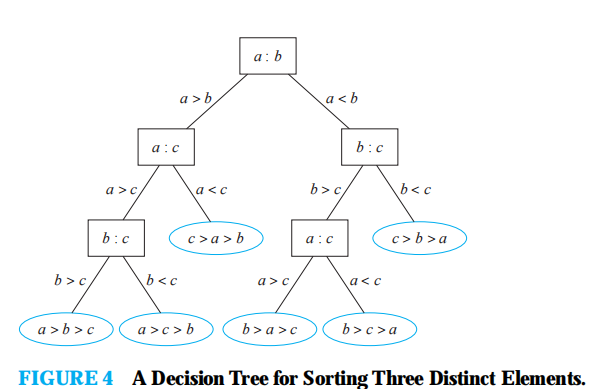 a : b
a > b
a < b
a : c
b : c
a > c
a < c
b > c
b < c
b : c
c > a > b
a : c
c > b > a
b > c
b < c
a > c
a < c
a > b > c
a > c > b
b > a > c
b > c > a
FIGURE 4 A Decision Tree for Sorting Three Distinct Elements.